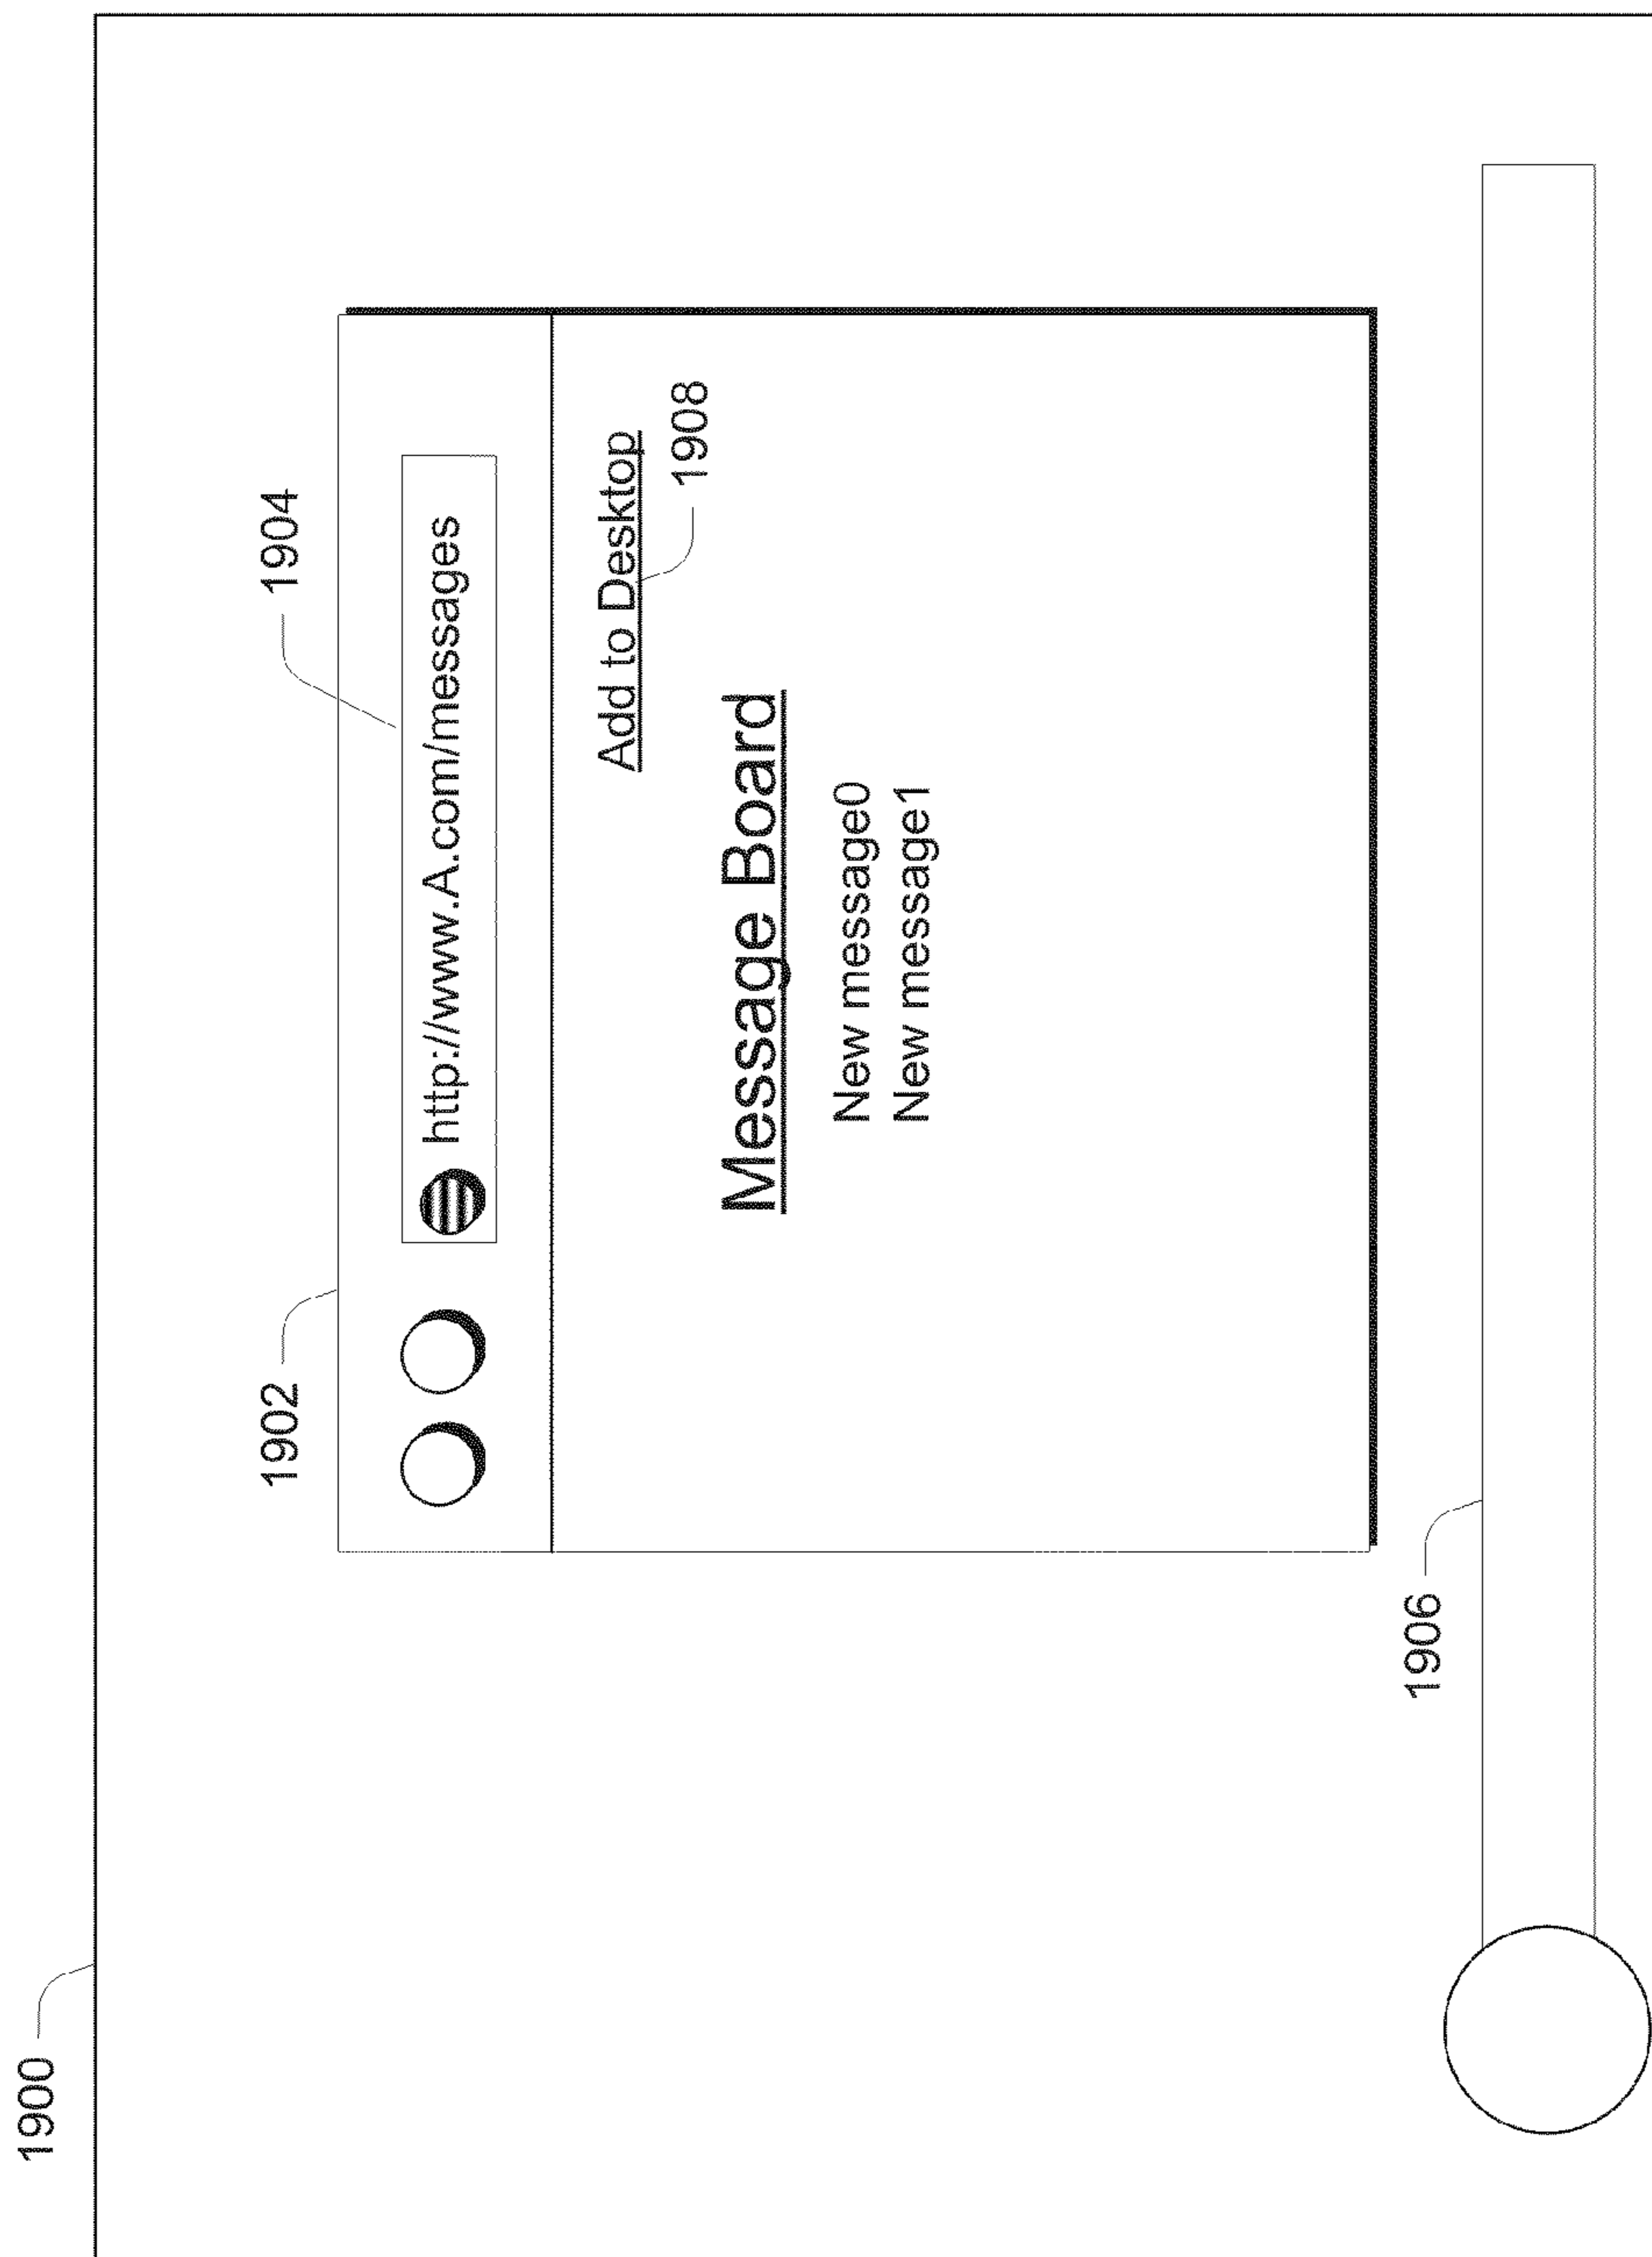 1900
1902
1904
http://www.A.com/messages
Add to Desktop
1908
Message Board
New message0
New message1
1906